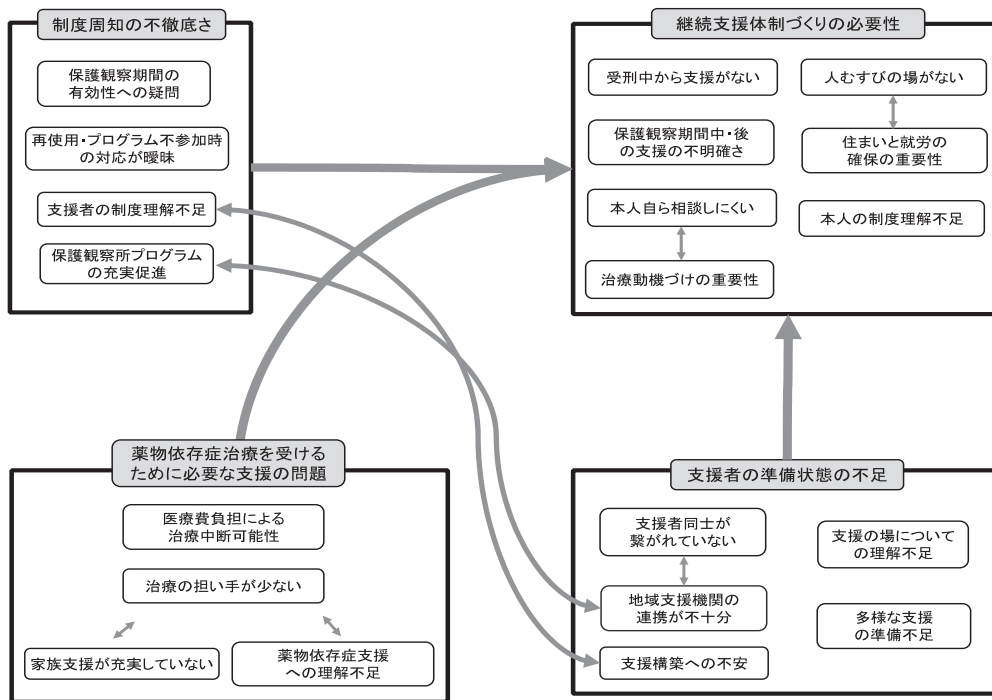 制度周知の不徹底さ
保護観察期間の
有効性への疑問
再使用・プログラム不参加時
の対応が曖昧
支援者の制度理解不足
保護観察所プログラム
の充実促進
継続支援体制づくりの必要性
受刑中から支援がない
保護観察期間中・後
の支援の不明確さ
本人自ら相談しにくい
治療動機づけの重要性
人むすびの場がない
住まいと就労の
確保の重要性
本人の制度理解不足
薬物依存症治療を受ける
ために必要な支援の問題
医療費負担による
治療中断可能性
治療の担い手が少ない
家族支援が充実していない
薬物依存症支援
への理解不足
支援者の準備状態の不足
支援者同士が
繋がれていない
地域支援機関の
連携が不十分
支援構築への不安
支援の場について
の理解不足
多様な支援
の準備不足